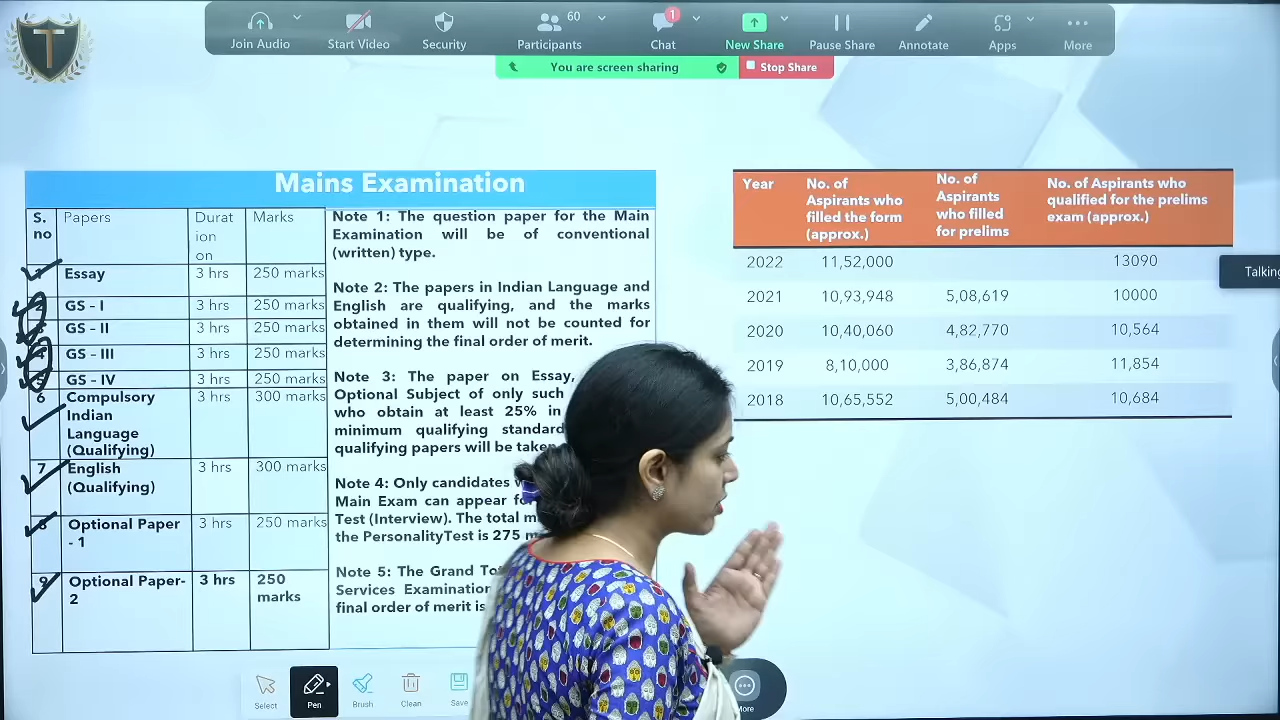 T
Join Audio
Start Video
Security
Participants
60
Chat
1
New Share
Pause Share
Annotate
Apps
More
You are screen sharing
Stop Share
Mains Examination
S. no Papers Durat ion on Marks
Essay 3 hrs 250 marks
GS - I 3 hrs 250 marks
GS - II 3 hrs 250 marks
GS - III 3 hrs 250 marks
GS - IV 3 hrs 250 marks
6 Compulsory 3 hrs 300 marks
Indian
Language
(Qualifying)
7 English 3 hrs 300 marks
(Qualifying)
8 Optional Paper 3 hrs 250 marks
- 1
9 Optional Paper- 3 hrs 250
2 marks
Note 1: The question paper for the Main
Examination will be of conventional
(written) type.
Note 2: The papers in Indian Language and
English are qualifying, and the marks
obtained in them will not be counted for
determining the final order of merit.
Note 3: The paper on Essay,
Optional Subject of only such
who obtain at least 25% in
minimum qualifying standard
qualifying papers will be taken
Note 4: Only candidates
Main Exam can appear
Test (Interview). The total
the PersonalityTest is 275
Note 5: The Grand
Services Examination
final order of merit is
Year No. of Aspirants who filled the form (approx.) No. of Aspirants who filled for prelims No. of Aspirants who qualified for the prelims exam (approx.)
2022 11,52,000 13090
2021 10,93,948 5,08,619 10000
2020 10,40,060 4,82,770 10,564
2019 8,10,000 3,86,874 11,854
2018 10,65,552 5,00,484 10,684
Talking
Select
Pen
Brush
Clean
Save
More